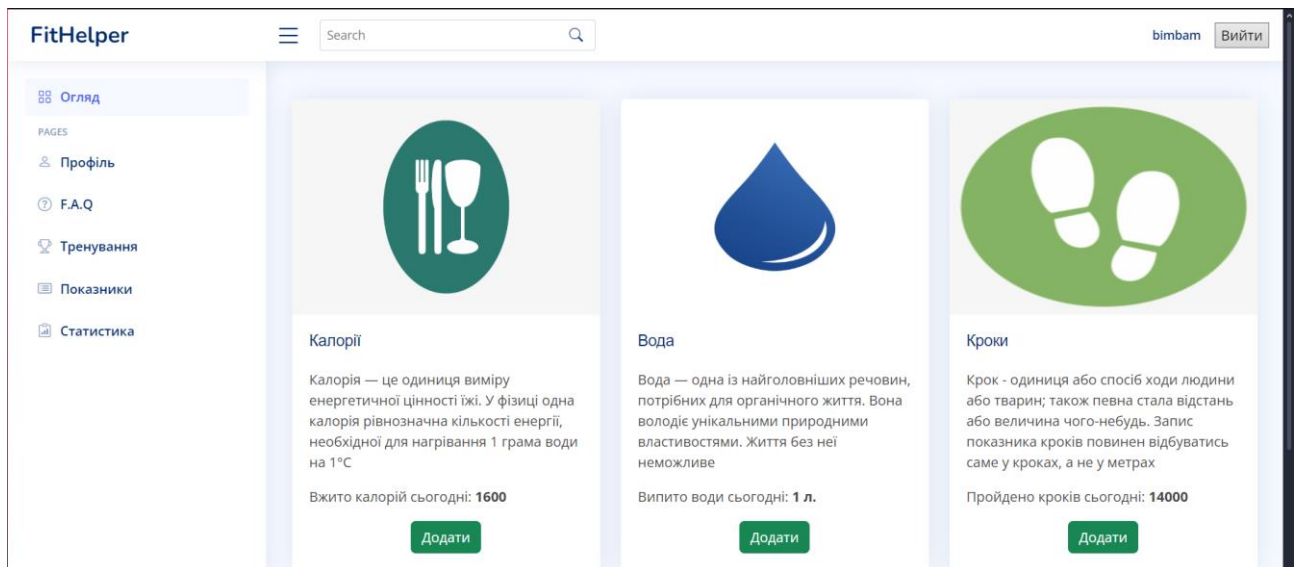 FitHelper
Search
bimbam
Вийти
Огляд
PAGES
Профіль
F.A.Q
Тренування
Показники
Статистика
Калорії
Калорія — це одиниця виміру
енергетичної цінності їжі. У фізиці одна
калорія рівнозначна кількості енергії,
необхідної для нагрівання 1 грама води
на 1°C
Вжито калорій сьогодні: 1600
Додати
Вода
Вода — одна із найголовніших речовин,
потрібних для органічного життя. Вона
володіє унікальними природними
властивостями. Життя без неї
неможливе
Випито води сьогодні: 1 л.
Додати
Кроки
Крок - одиниця або спосіб ходи людини
або тварин; також певна стала відстань
або величина чого-небудь. Запис
показника кроків повинен відбуватись
саме у кроках, а не у метрах
Пройдено кроків сьогодні: 14000
Додати